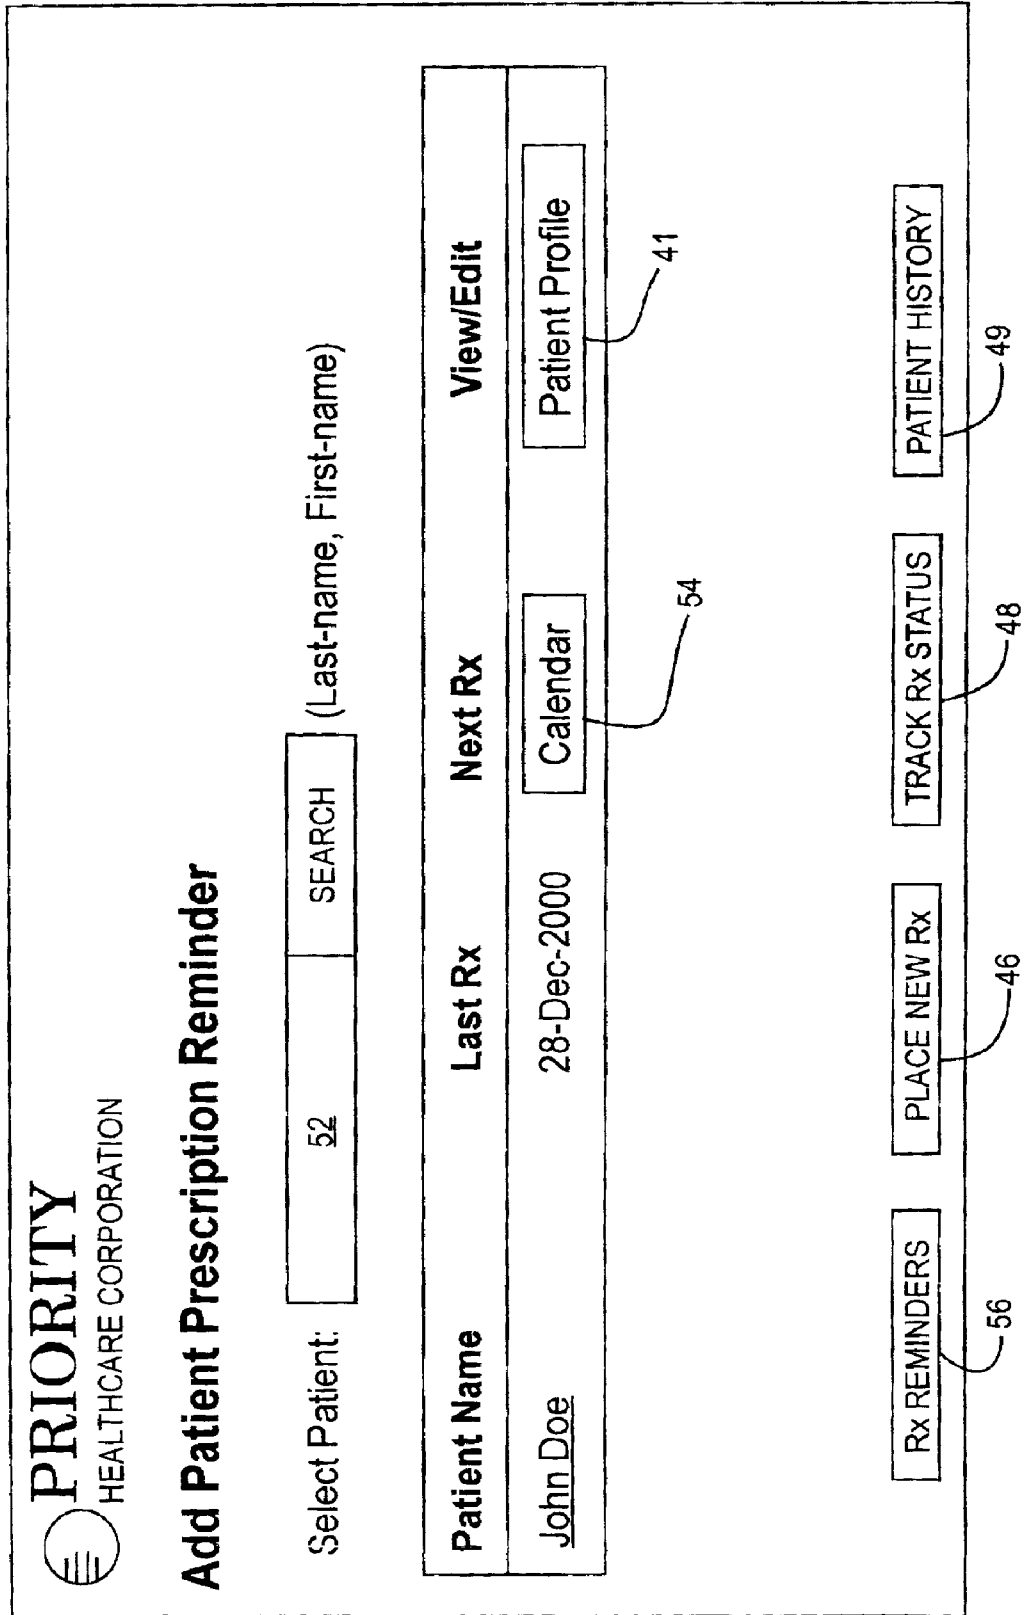 PRIORITY
HEALTHCARE CORPORATION
Add Patient Prescription Reminder
Select Patient: 52 SEARCH (Last-name, First-name)
Patient Name Last Rx Next Rx View/Edit
John Doe 28-Dec-2000 Calendar Patient Profile
54 41
Rx REMINDERS PLACE NEW Rx TRACK Rx STATUS PATIENT HISTORY
56 46 48 49